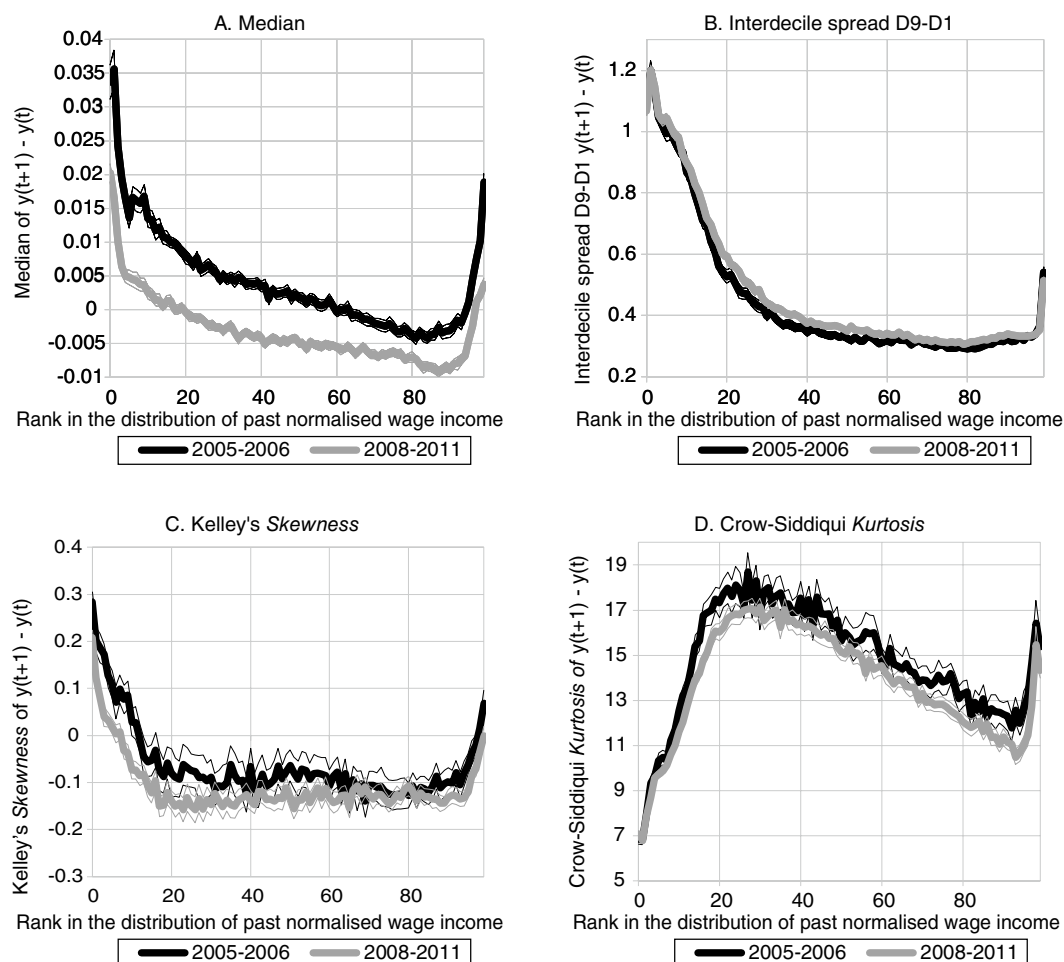 A. Median
Median of y(t+1) - y(t)
0.04
0.035
0.03
0.025
0.02
0.015
0.01
0.005
0
-0.005
-0.01
0 20 40 60 80
Rank in the distribution of past normalised wage income
2005-2006 2008-2011
B. Interdecile spread D9-D1
Interdecile spread D9-D1 y(t+1) - y(t)
1.2
1
0.8
0.6
0.4
0.2
0 20 40 60 80
Rank in the distribution of past normalised wage income
2005-2006 2008-2011
C. Kelley's Skewness
Kelley's Skewness of y(t+1) - y(t)
0.4
0.3
0.2
0.1
0
-0.1
-0.2
-0.3
0 20 40 60 80
Rank in the distribution of past normalised wage income
2005-2006 2008-2011
D. Crow-Siddiqui Kurtosis
Crow-Siddiqui Kurtosis of y(t+1) - y(t)
19
17
15
13
11
9
7
5
0 20 40 60 80
Rank in the distribution of past normalised wage income
2005-2006 2008-2011